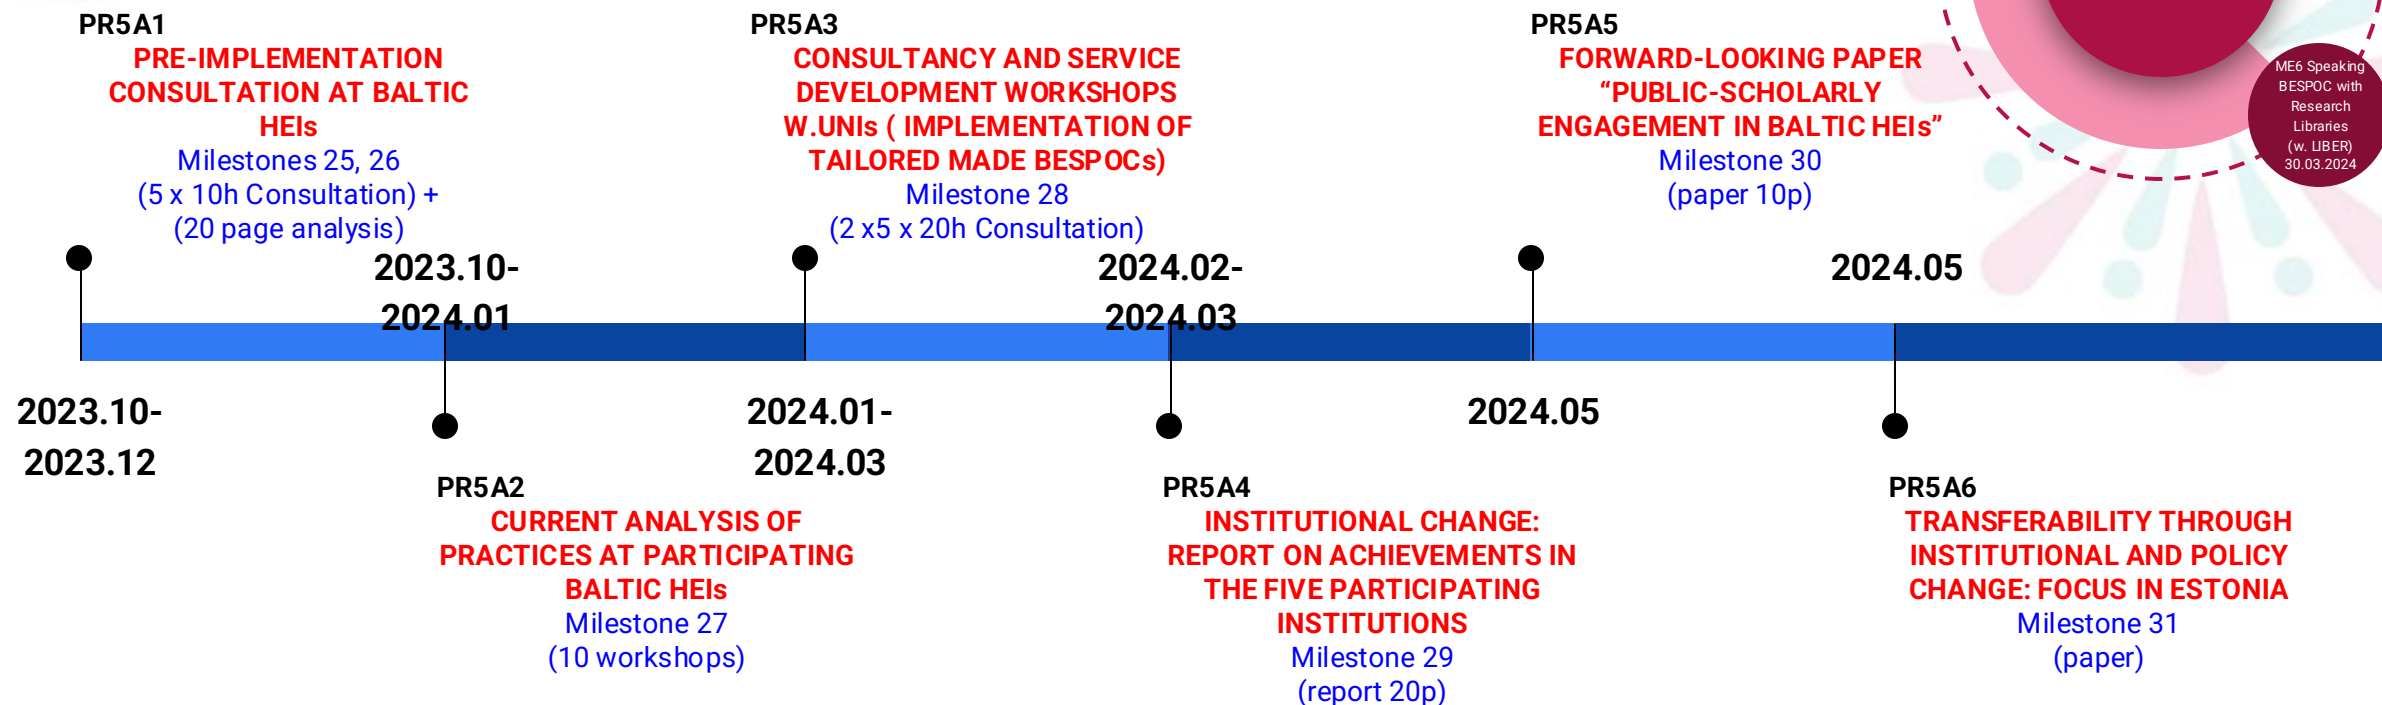 PR5A1
PRE-IMPLEMENTATION
CONSULTATION AT BALTIC
HEIs
Milestones 25, 26
(5 x 10h Consultation) +
(20 page analysis)
PR5A3
CONSULTANCY AND SERVICE
DEVELOPMENT WORKSHOPS
W.UNIs ( IMPLEMENTATION OF
TAILORED MADE BESPOCs)
Milestone 28
(2 x5 x 20h Consultation)
PR5A5
FORWARD-LOOKING PAPER
“PUBLIC-SCHOLARLY
ENGAGEMENT IN BALTIC HEIs”
Milestone 30
(paper 10p)
ME6 Speaking
BESPOC with
Research
Libraries
(w. LIBER)
30.03.2024
2023.10-
2024.01
2024.02-
2024.03
2024.05
2023.10-
2023.12
2024.01-
2024.03
2024.05
PR5A2
CURRENT ANALYSIS OF
PRACTICES AT PARTICIPATING
BALTIC HEIs
Milestone 27
(10 workshops)
PR5A4
INSTITUTIONAL CHANGE:
REPORT ON ACHIEVEMENTS IN
THE FIVE PARTICIPATING
INSTITUTIONS
Milestone 29
(report 20p)
PR5A6
TRANSFERABILITY THROUGH
INSTITUTIONAL AND POLICY
CHANGE: FOCUS IN ESTONIA
Milestone 31
(paper)